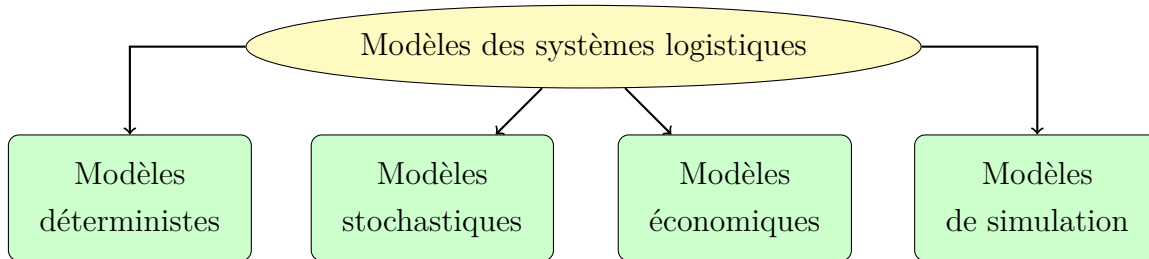 Modèles des systèmes logistiques
Modèles
déterministes
Modèles
stochastiques
Modèles
économiques
Modèles
de simulation